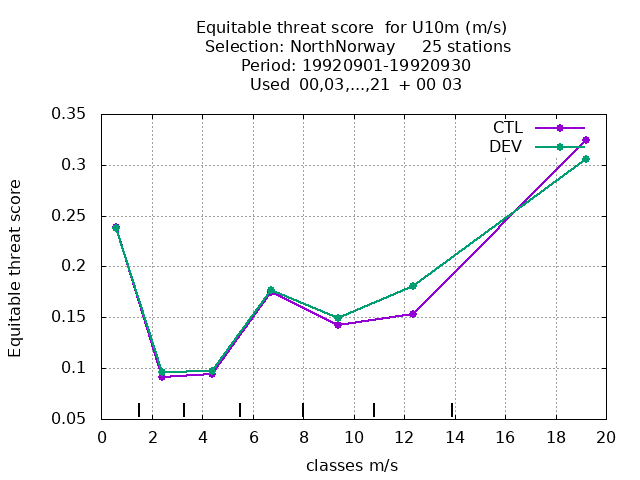 Equitable threat score  for U10m (m/s)
Selection: NorthNorway     25 stations
Period: 19920901-19920930
Used  00,03,...,21  + 00 03
CTL
DEV
0.35
0.3
0.25
0.2
0.15
0.1
0.05
Equitable threat score
0 2 4 6 8 10 12 14 16 18 20
classes m/s